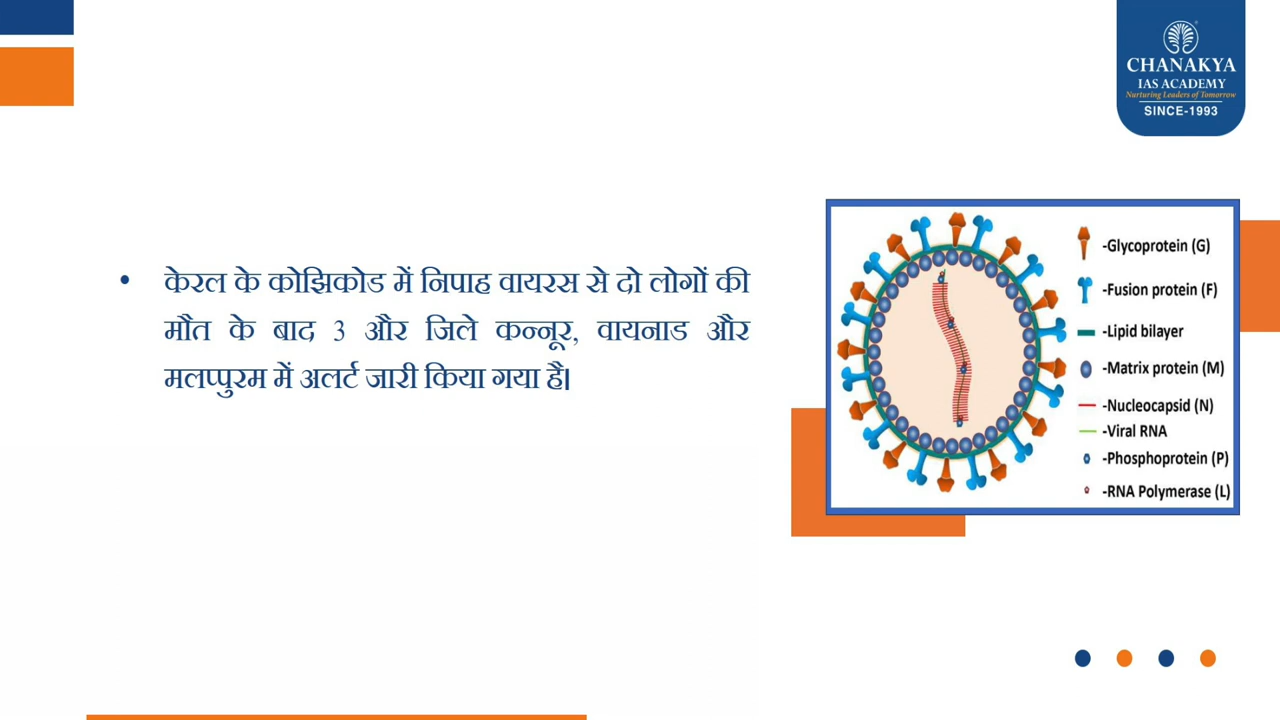 CHANAKYA
IAS ACADEMY
Nurturing Leaders of Tomorrow
SINCE-1993
• केरल के कोझिकोड में निपाह वायरस से दो लोगों की
मौत के बाद 3 और जिले कन्नूर, वायनाड और
मलप्पुरम में अलर्ट जारी किया गया है।
-Glycoprotein (G)
-Fusion protein (F)
-Lipid bilayer
-Matrix protein (M)
-Nucleocapsid (N)
-Viral RNA
-Phosphoprotein (P)
-RNA Polymerase (L)